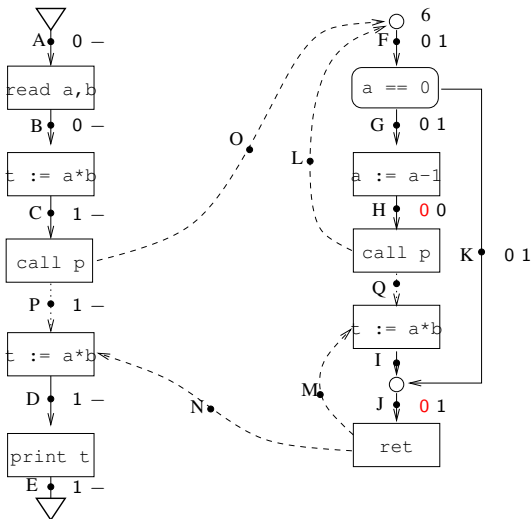 A 0 –
read a,b
B 0 –
t := a*b
C 1 –
call p
P 1 –
t := a*b
D 1 –
print t
E 1 –
O
N
L
M
6
F 0 1
a == 0
G 0 1
a := a-1
H 0 0
call p
K 0 1
Q
t := a*b
I
J 0 1
ret